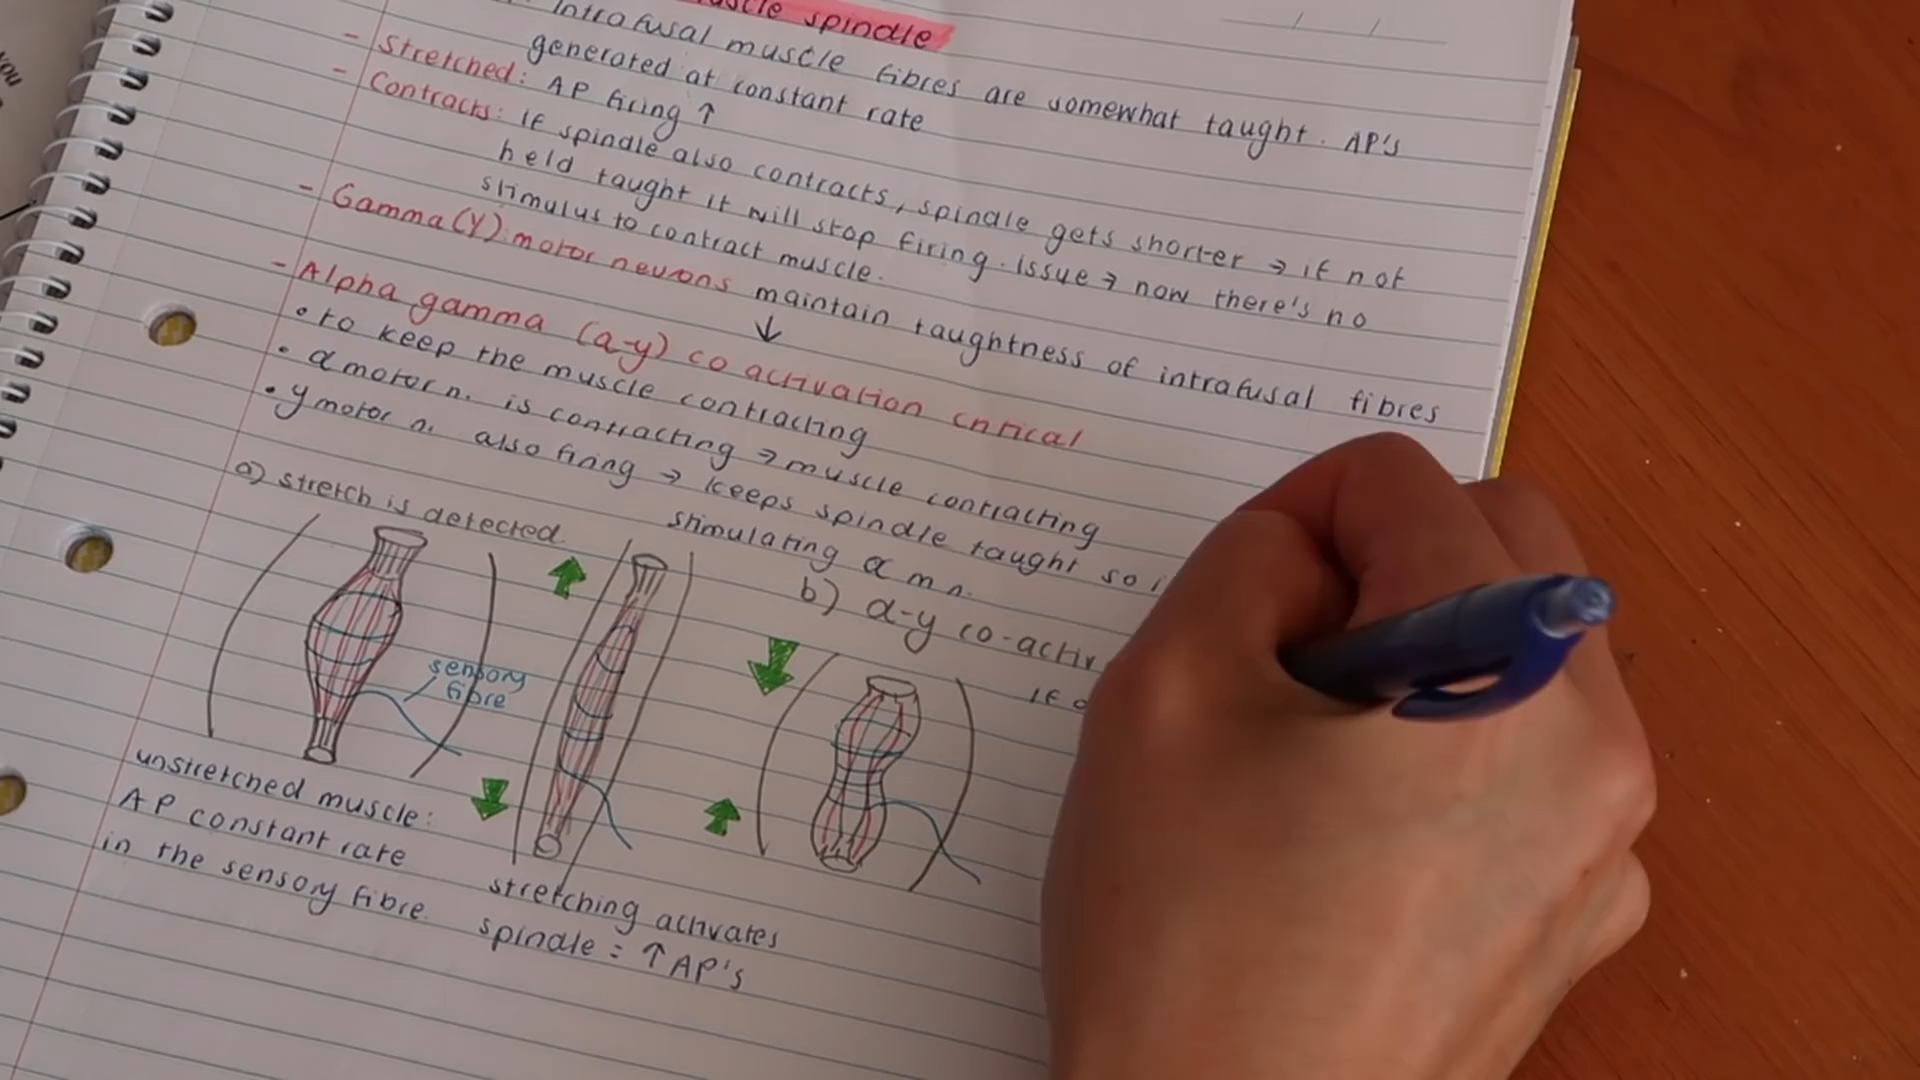 spindle
Intrafusal muscle fibres are somewhat taught. AP's
generated at constant rate
- Stretched: AP firing ↑
- Contracts: if spindle also contracts, spindle gets shorter → if not
held taught it will stop firing. issue → now there's no
stimulus to contract muscle.
- Gamma (γ) motor neurons maintain taughtness of intrafusal fibres
↓
- Alpha gamma (α-γ) co activation critical
• to keep the muscle contracting
• α motor n. is contracting → muscle contracting
• γ motor n. also firing → keeps spindle taught so
stimulating α m n.
a) stretch is detected.
b) α-γ co-activ
sensory
fibre
If
unstretched muscle:
AP constant rate
in the sensory fibre.
stretching activates
spindle = ↑ AP's